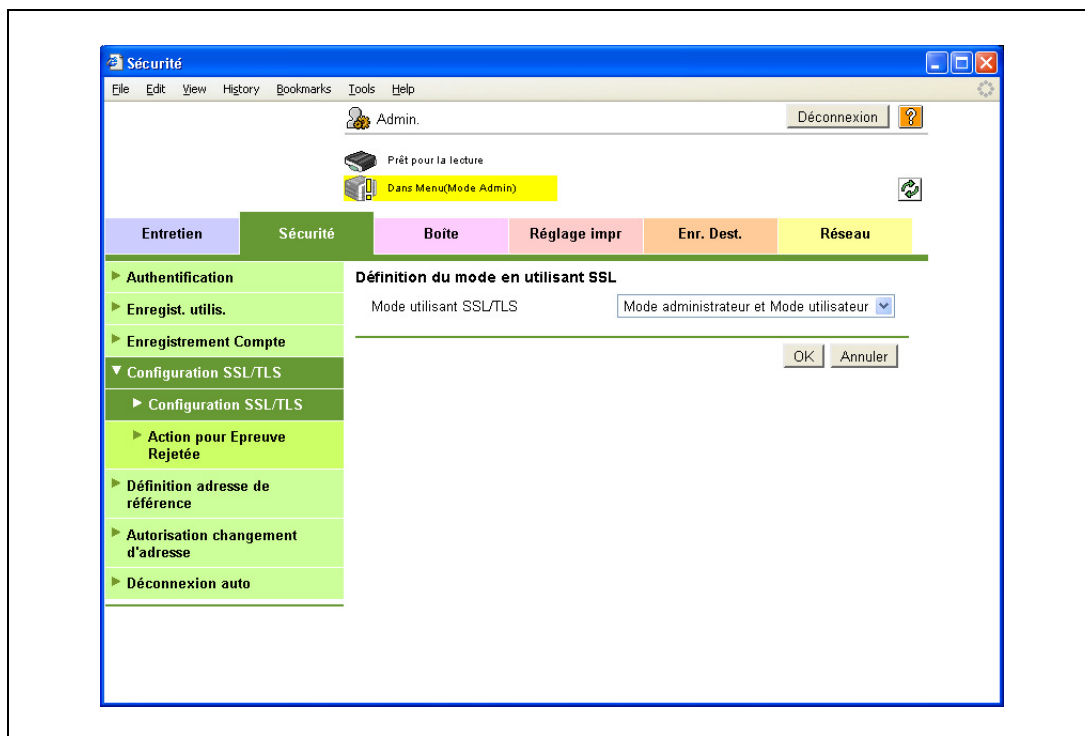 Sécurité
File Edit View History Bookmarks Tools Help
Admin.
Déconnexion
?
Prêt pour la lecture
Dans Menu(Mode Admin)
Entretien Sécurité Boîte Réglage impr Enr. Dest. Réseau
Authentification
Enregist. utilis.
Enregistrement Compte
Configuration SSL/TLS
Configuration SSL/TLS
Action pour Epreuve
Rejetée
Définition adresse de
référence
Autorisation changement
d'adresse
Déconnexion auto
Définition du mode en utilisant SSL
Mode utilisant SSL/TLS Mode administrateur et Mode utilisateur
OK Annuler